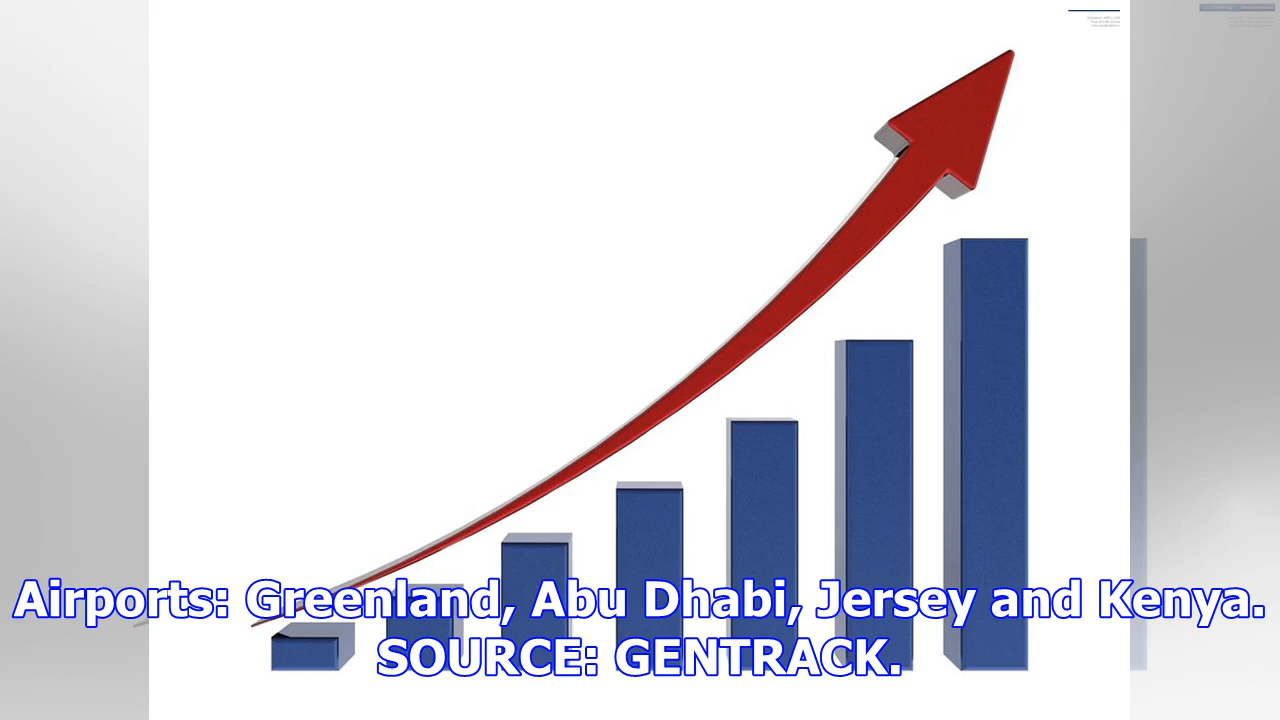 Airports: Greenland, Abu Dhabi, Jersey and Kenya.
SOURCE: GENTRACK.